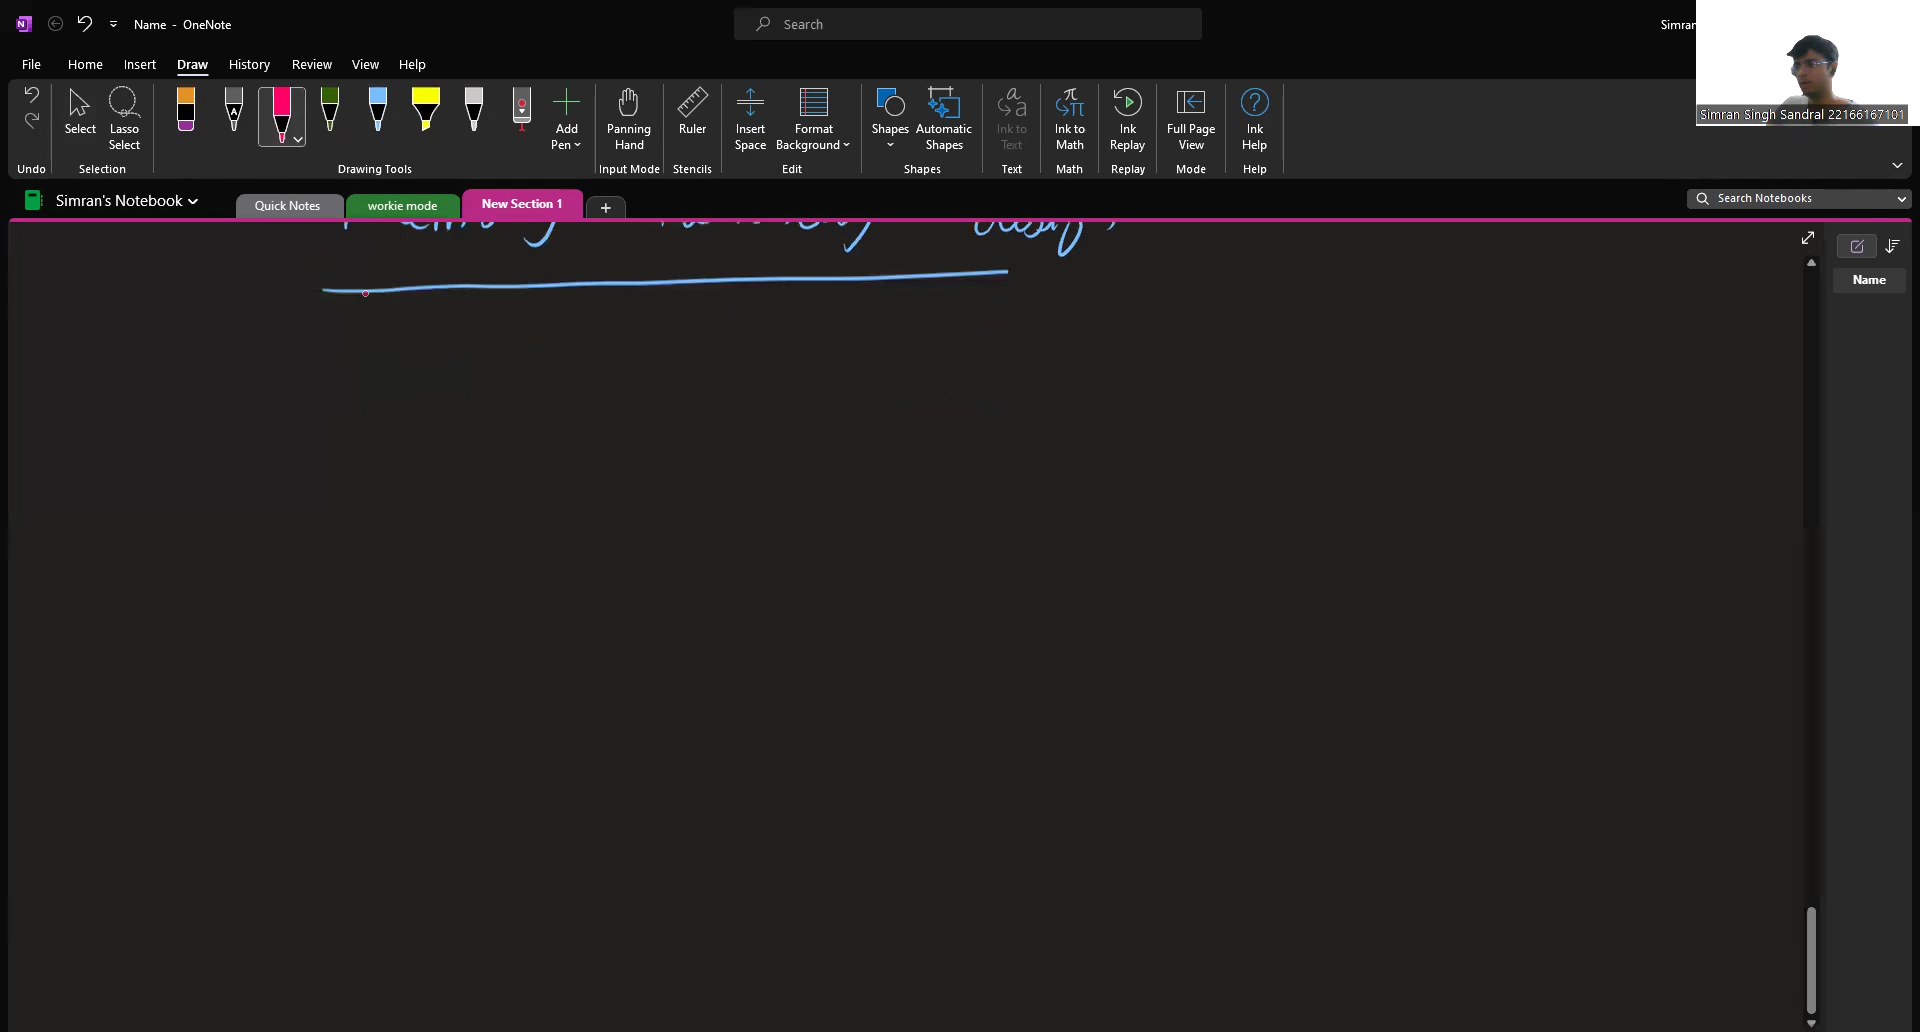 Name - OneNote
Search
Simran
File Home Insert Draw History Review View Help
Undo
Select
Lasso Select
Selection
A
Add Pen
Drawing Tools
Panning Hand
Input Mode
Ruler
Stencils
Insert Space
Format Background
Edit
Shapes
Automatic Shapes
Shapes
Ink to Text
Text
Ink to Math
Math
Ink Replay
Replay
Full Page View
Mode
Ink Help
Help
Simran Singh Sandral 22166167101
Simran's Notebook
Quick Notes
workie mode
New Section 1
Search Notebooks
Name